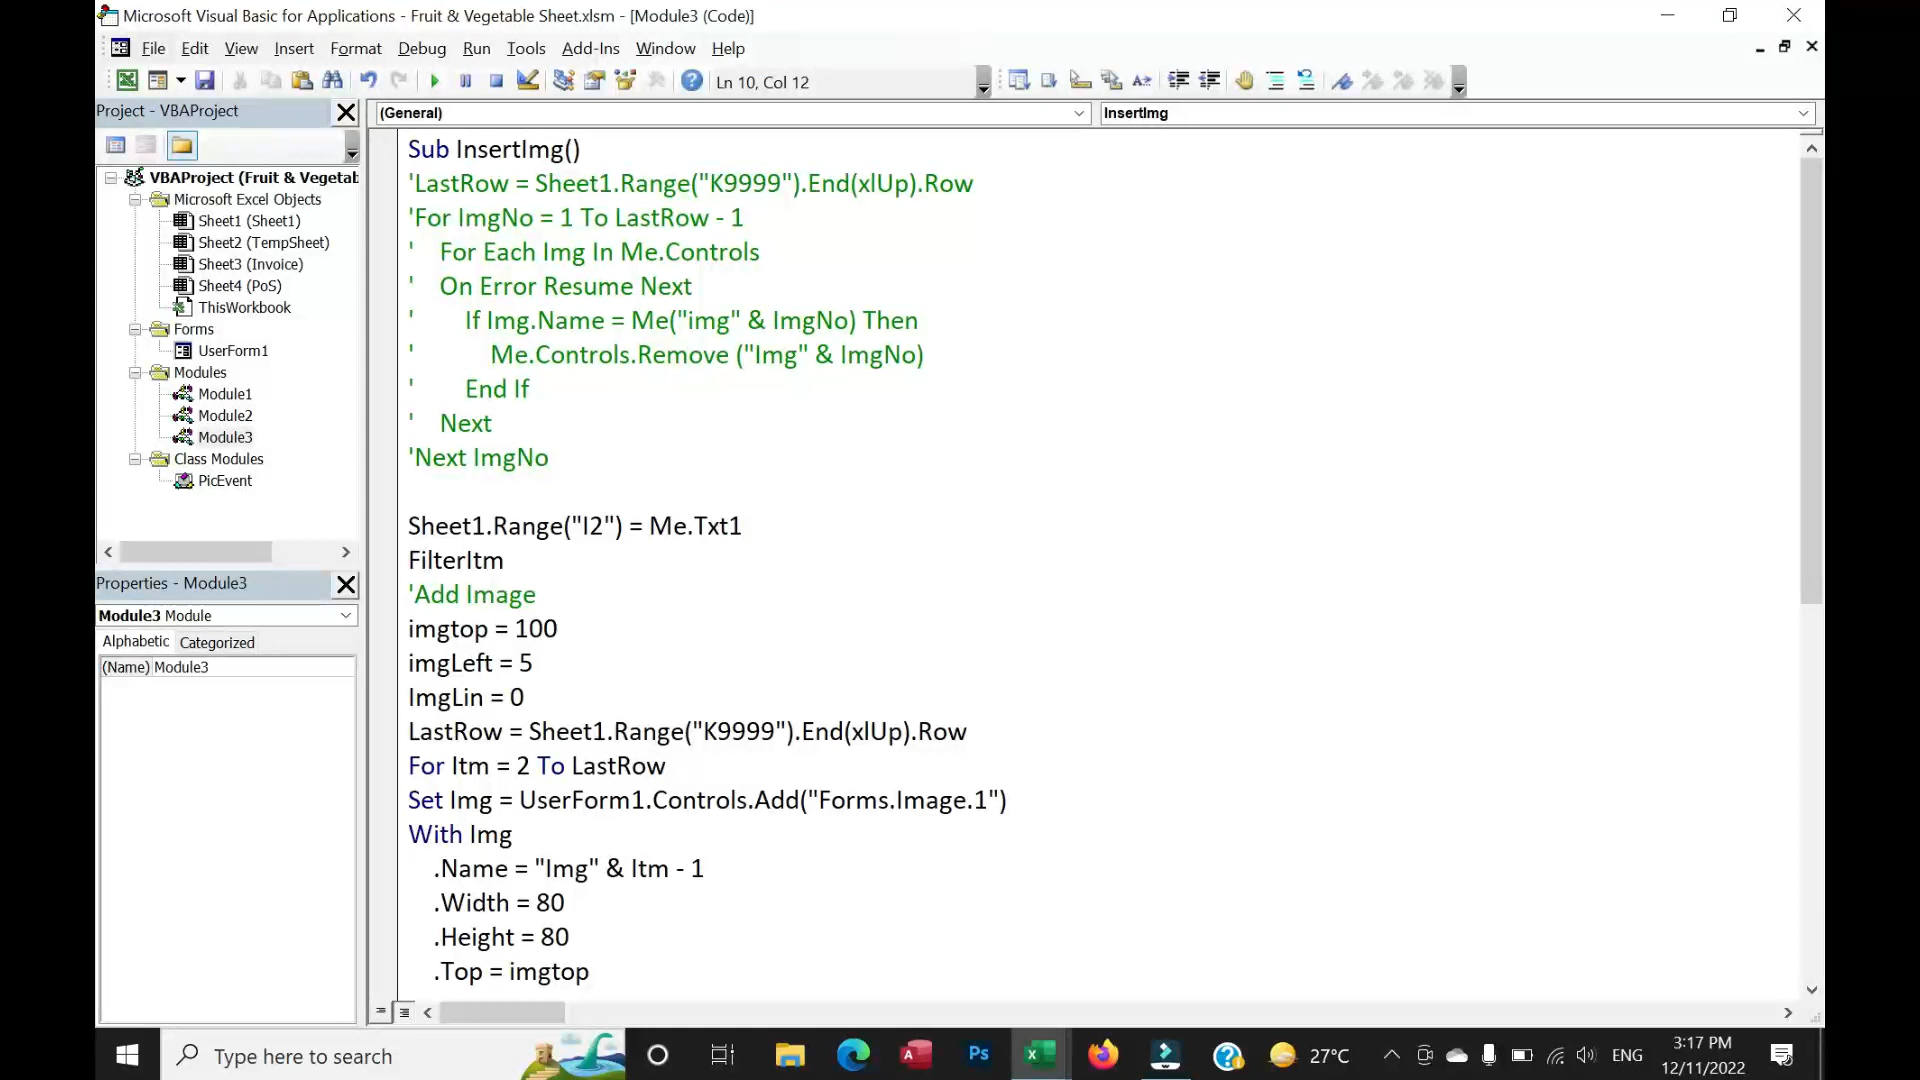 Microsoft Visual Basic for Applications - Fruit & Vegetable Sheet.xlsm - [Module3 (Code)]
File Edit View Insert Format Debug Run Tools Add-Ins Window Help
Ln 10, Col 12
Project - VBAProject
VBAProject (Fruit & Vegetab
Microsoft Excel Objects
Sheet1 (Sheet1)
Sheet2 (TempSheet)
Sheet3 (Invoice)
Sheet4 (PoS)
ThisWorkbook
Forms
UserForm1
Modules
Module1
Module2
Module3
Class Modules
PicEvent
Properties - Module3
Module3 Module
Alphabetic Categorized
(Name) Module3
(General) InsertImg
Sub InsertImg()
'LastRow = Sheet1.Range("K9999").End(xlUp).Row
'For ImgNo = 1 To LastRow - 1
' For Each Img In Me.Controls
' On Error Resume Next
' If Img.Name = Me("img" & ImgNo) Then
' Me.Controls.Remove ("Img" & ImgNo)
' End If
' Next
'Next ImgNo
Sheet1.Range("I2") = Me.Txt1
FilterItm
'Add Image
imgtop = 100
imgLeft = 5
ImgLin = 0
LastRow = Sheet1.Range("K9999").End(xlUp).Row
For Itm = 2 To LastRow
Set Img = UserForm1.Controls.Add("Forms.Image.1")
With Img
.Name = "Img" & Itm - 1
.Width = 80
.Height = 80
.Top = imgtop
Type here to search
27°C
ENG
3:17 PM
12/11/2022